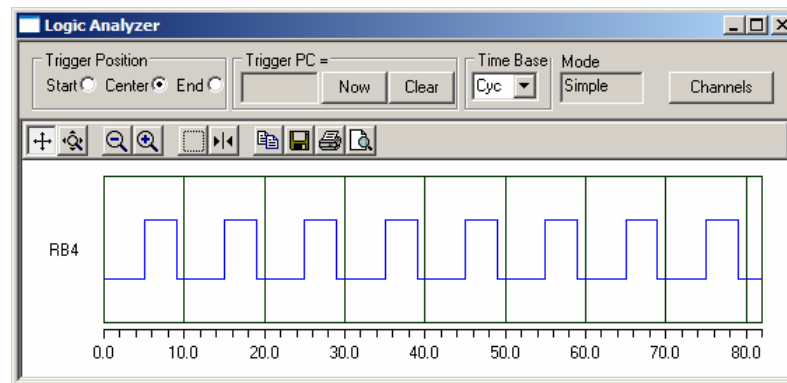 Logic Analyzer
Trigger Position
Start Center End
Trigger PC =
Now Clear
Time Base
Cyc
Mode
Simple
Channels
RB4
0.0 10.0 20.0 30.0 40.0 50.0 60.0 70.0 80.0